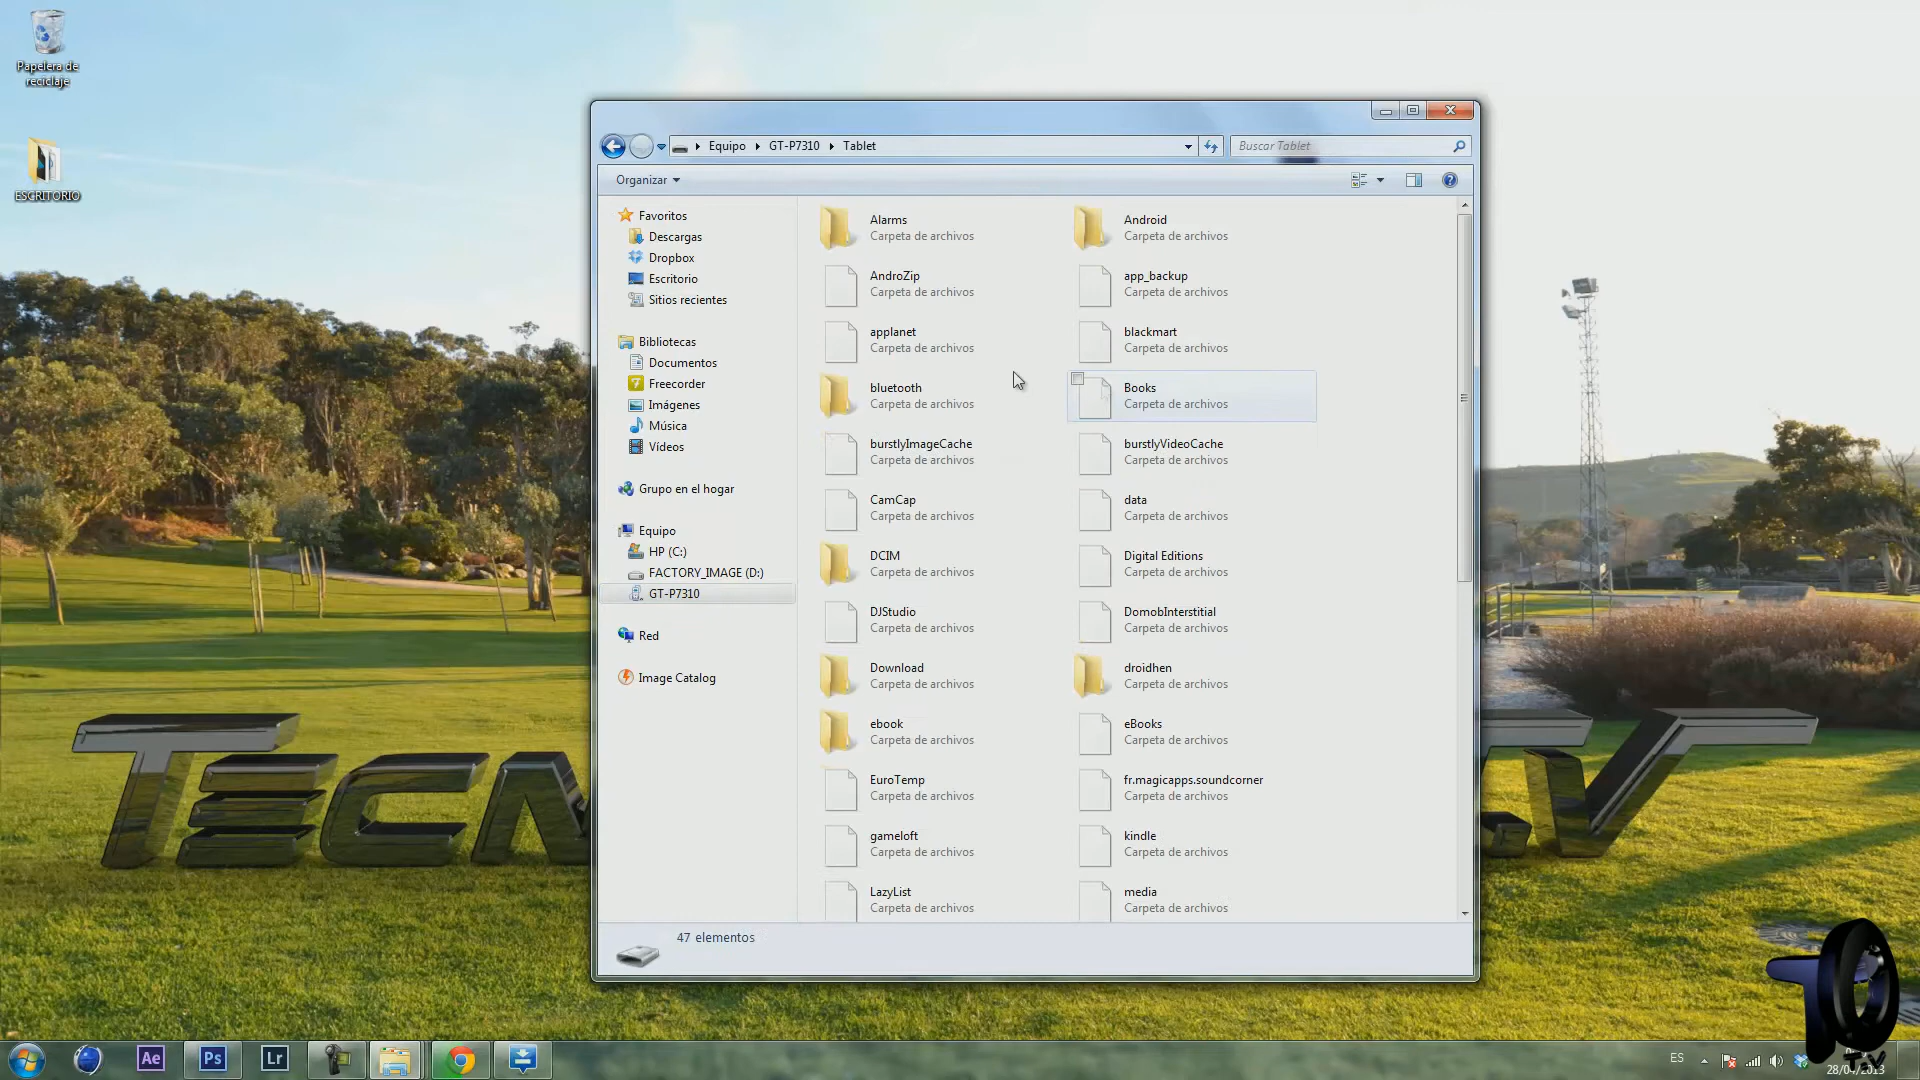 Papelera de
reciclaje
ESCRITORIO
Equipo
GT-P7310
Tablet
Buscar Tablet
Organizar
Favoritos
Descargas
Dropbox
Escritorio
Sitios recientes
Bibliotecas
Documentos
Freecorder
Imágenes
Música
Vídeos
Grupo en el hogar
Equipo
HP (C:)
FACTORY_IMAGE (D:)
GT-P7310
Red
Image Catalog
Alarms
Carpeta de archivos
Android
Carpeta de archivos
AndroZip
Carpeta de archivos
app_backup
Carpeta de archivos
applanet
Carpeta de archivos
blackmart
Carpeta de archivos
bluetooth
Carpeta de archivos
Books
Carpeta de archivos
burstlyImageCache
Carpeta de archivos
burstlyVideoCache
Carpeta de archivos
CamCap
Carpeta de archivos
data
Carpeta de archivos
DCIM
Carpeta de archivos
Digital Editions
Carpeta de archivos
DJStudio
Carpeta de archivos
DomobInterstitial
Carpeta de archivos
Download
Carpeta de archivos
droidhen
Carpeta de archivos
ebook
Carpeta de archivos
eBooks
Carpeta de archivos
EuroTemp
Carpeta de archivos
fr.magicapps.soundcorner
Carpeta de archivos
gameloft
Carpeta de archivos
kindle
Carpeta de archivos
LazyList
Carpeta de archivos
media
Carpeta de archivos
47 elementos
TECN
T.V
Ae
Ps
Lr
ES
28/04/2013